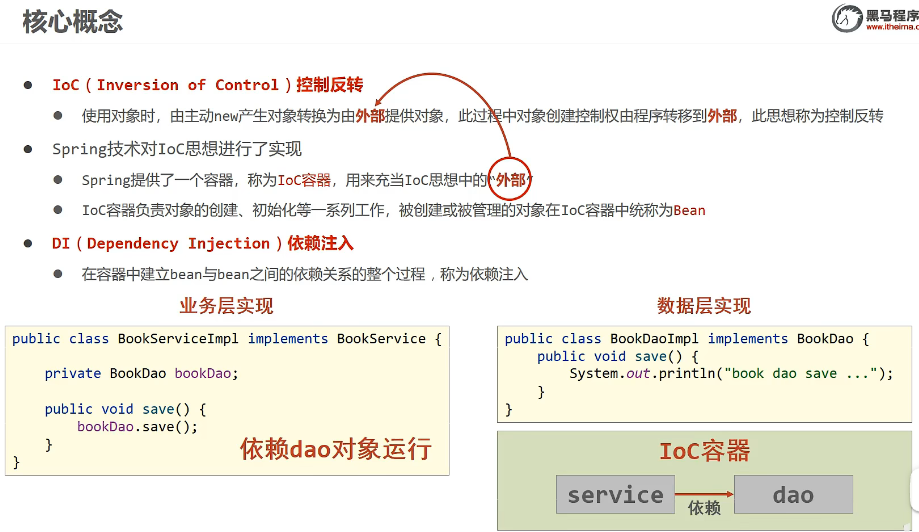 核心概念
黑马程序
www.itheima.c
IoC（Inversion of Control）控制反转
使用对象时，由主动new产生对象转换为由外部提供对象，此过程中对象创建控制权由程序转移到外部，此思想称为控制反转
Spring技术对IoC思想进行了实现
Spring提供了一个容器，称为IoC容器，用来充当IoC思想中的“外部”
IoC容器负责对象的创建、初始化等一系列工作，被创建或被管理的对象在IoC容器中统称为Bean
DI（Dependency Injection）依赖注入
在容器中建立bean与bean之间的依赖关系的整个过程，称为依赖注入
业务层实现
public class BookServiceImpl implements BookService {
private BookDao bookDao;
public void save() {
bookDao.save();
}
}
依赖dao对象运行
数据层实现
public class BookDaoImpl implements BookDao {
public void save() {
System.out.println("book dao save ...");
}
}
IoC容器
service
依赖
dao